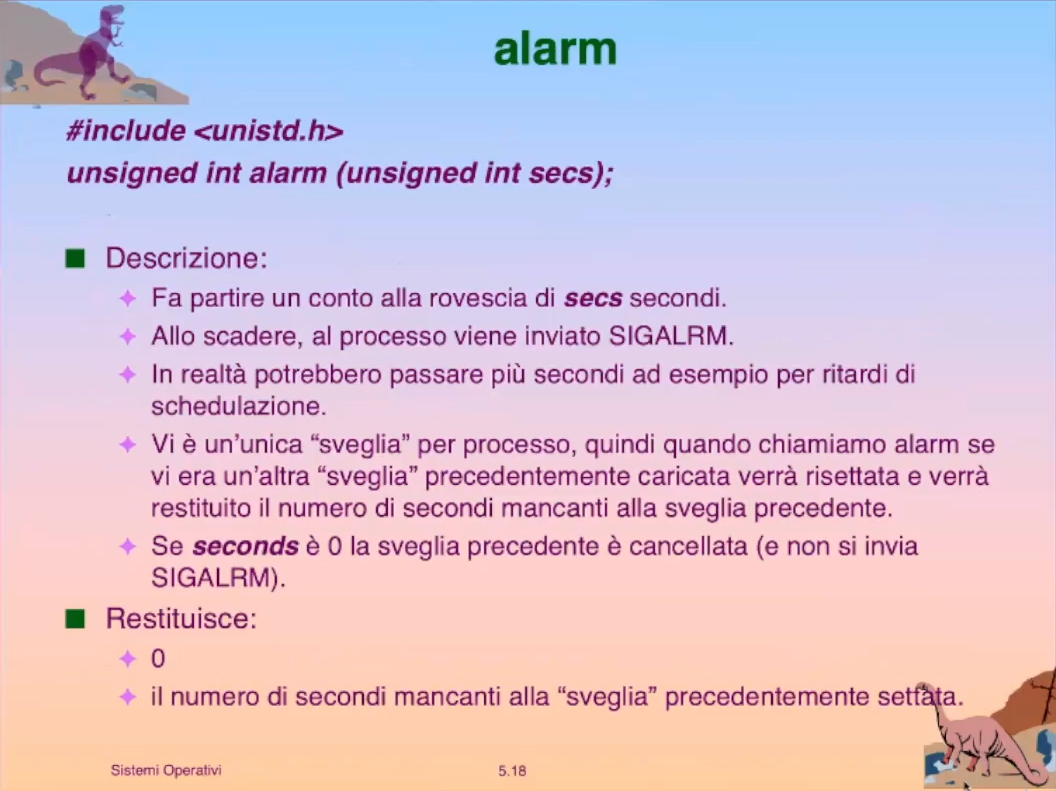 alarm
#include <unistd.h>
unsigned int alarm (unsigned int secs);
Descrizione:
Fa partire un conto alla rovescia di secs secondi.
Allo scadere, al processo viene inviato SIGALRM.
In realtà potrebbero passare più secondi ad esempio per ritardi di
schedulazione.
Vi è un'unica “sveglia” per processo, quindi quando chiamiamo alarm se
vi era un'altra “sveglia” precedentemente caricata verrà risettata e verrà
restituito il numero di secondi mancanti alla sveglia precedente.
Se seconds è 0 la sveglia precedente è cancellata (e non si invia
SIGALRM).
Restituisce:
0
il numero di secondi mancanti alla “sveglia” precedentemente settata.
Sistemi Operativi
5.18